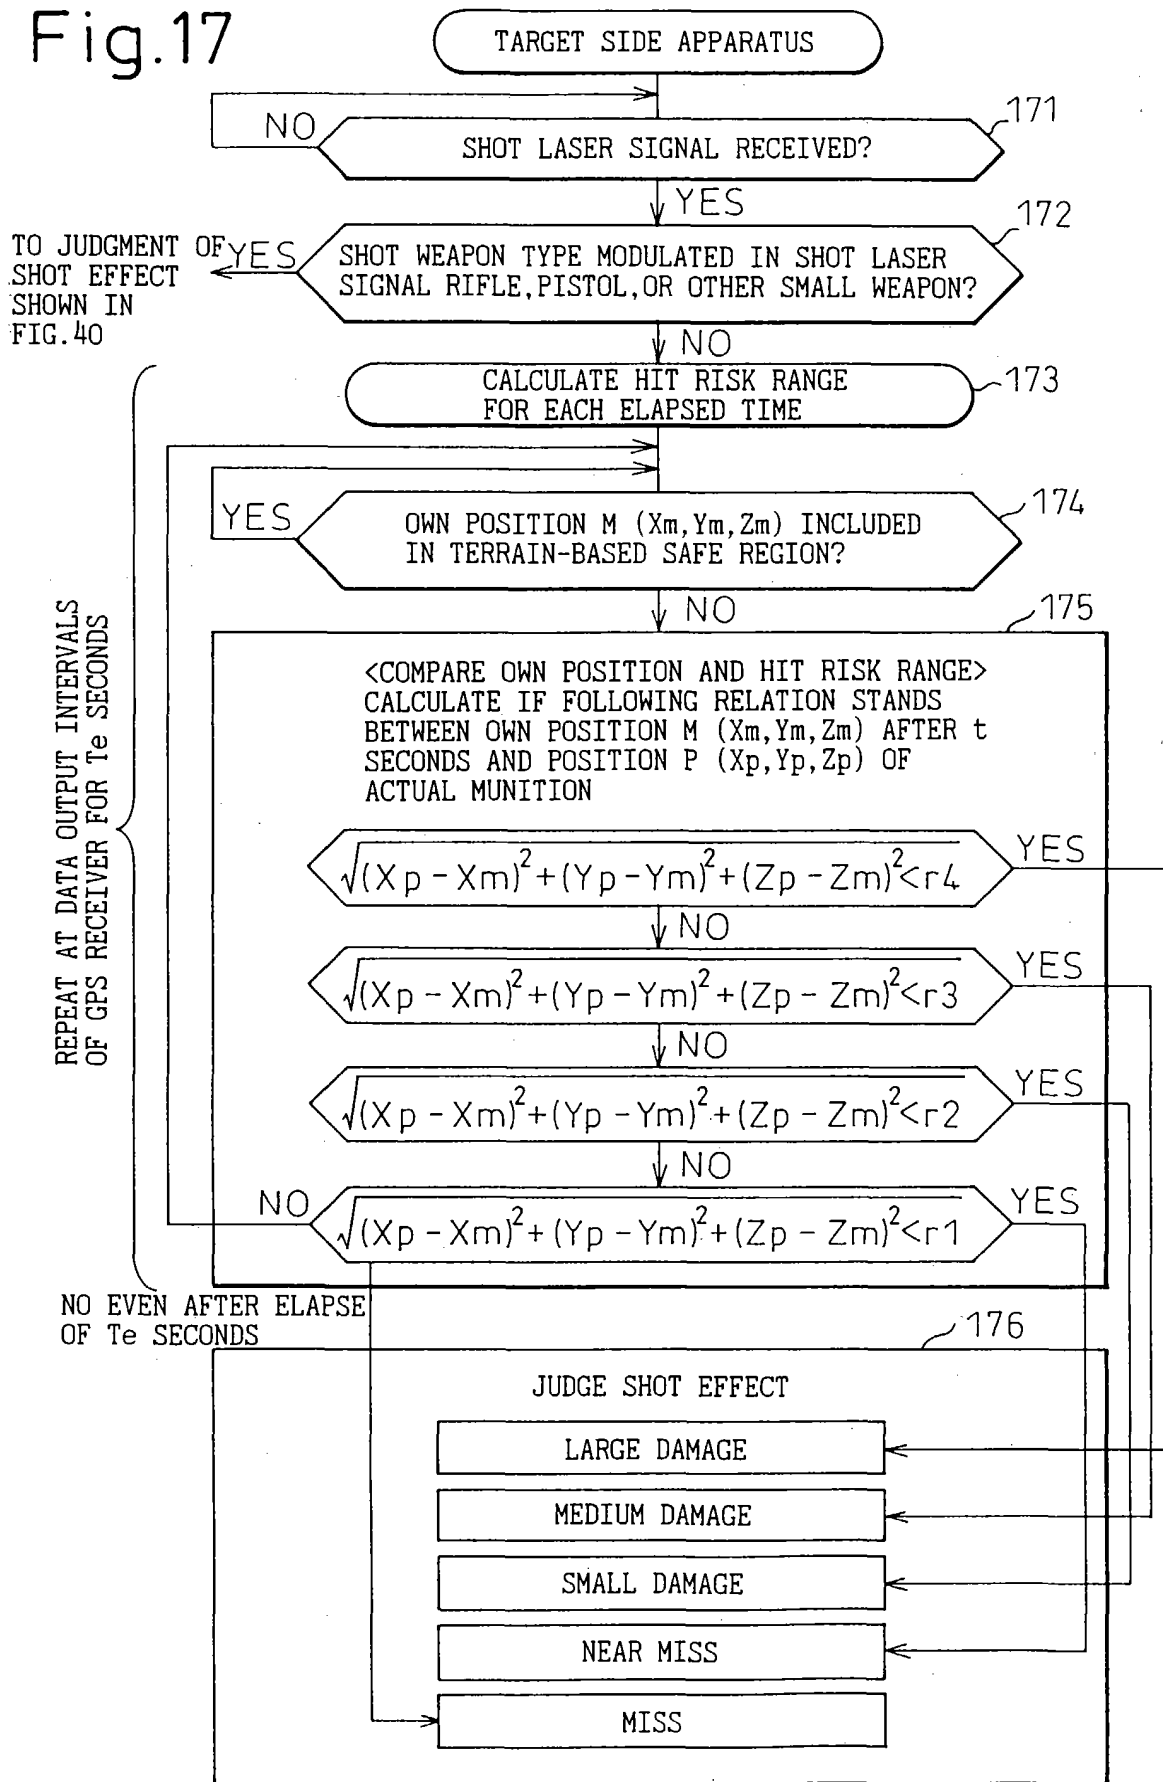 Fig.17
TARGET SIDE APPARATUS
NO
171
SHOT LASER SIGNAL RECEIVED?
YES
172
TO JUDGMENT OF
SHOT EFFECT
SHOWN IN
FIG.40
YES
SHOT WEAPON TYPE MODULATED IN SHOT LASER
SIGNAL RIFLE,PISTOL,OR OTHER SMALL WEAPON?
NO
173
CALCULATE HIT RISK RANGE
FOR EACH ELAPSED TIME
YES
174
OWN POSITION M (Xm,Ym,Zm) INCLUDED
IN TERRAIN-BASED SAFE REGION?
NO
175
REPEAT AT DATA OUTPUT INTERVALS
OF GPS RECEIVER FOR Te SECONDS
<COMPARE OWN POSITION AND HIT RISK RANGE>
CALCULATE IF FOLLOWING RELATION STANDS
BETWEEN OWN POSITION M (Xm,Ym,Zm) AFTER t
SECONDS AND POSITION P (Xp,Yp,Zp) OF
ACTUAL MUNITION
√(Xp-Xm)²+(Yp-Ym)²+(Zp-Zm)²<r4
YES
NO
√(Xp-Xm)²+(Yp-Ym)²+(Zp-Zm)²<r3
YES
NO
√(Xp-Xm)²+(Yp-Ym)²+(Zp-Zm)²<r2
YES
NO
NO
√(Xp-Xm)²+(Yp-Ym)²+(Zp-Zm)²<r1
YES
NO EVEN AFTER ELAPSE
OF Te SECONDS
176
JUDGE SHOT EFFECT
LARGE DAMAGE
MEDIUM DAMAGE
SMALL DAMAGE
NEAR MISS
MISS